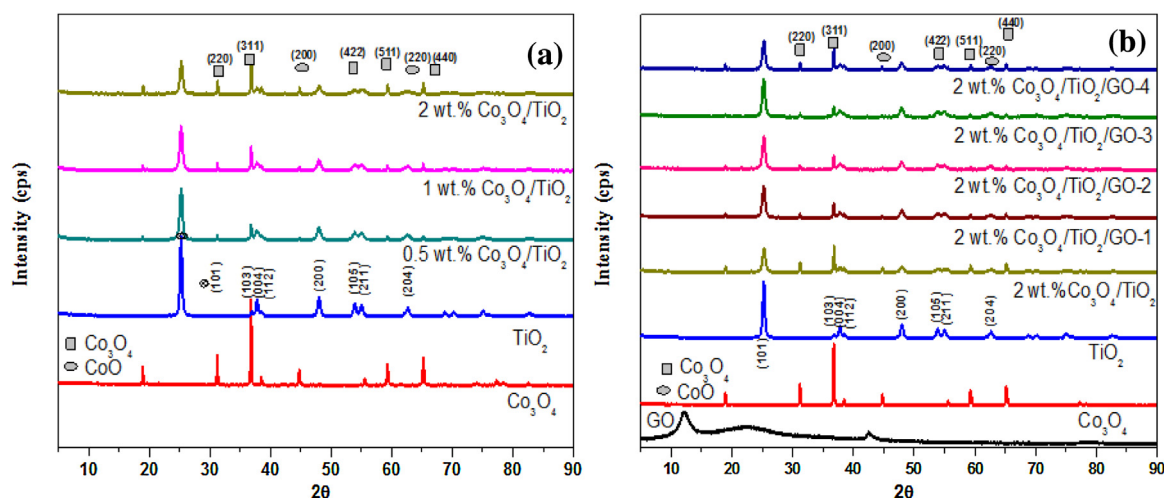 (a)
(220) (311) (200) (422) (511) (220) (440)
2 wt.% Co₃O₄/TiO₂
1 wt.% Co₃O₄/TiO₂
0.5 wt.% Co₃O₄/TiO₂
(101) (103) (004) (112) (200) (105) (211) (204)
TiO₂
Co₃O₄
CoO
Co₃O₄
Intensity (cps)
10 20 30 40 50 60 70 80 90
2θ
(b)
(220) (311) (200) (422) (511) (220) (440)
2 wt.% Co₃O₄/TiO₂/GO-4
2 wt.% Co₃O₄/TiO₂/GO-3
2 wt.% Co₃O₄/TiO₂/GO-2
2 wt.% Co₃O₄/TiO₂/GO-1
2 wt.%Co₃O₄/TiO₂
(101) (103) (004) (112) (200) (105) (211) (204)
TiO₂
Co₃O₄
CoO
GO
Co₃O₄
Intensity (cps)
10 20 30 40 50 60 70 80 90
2θ